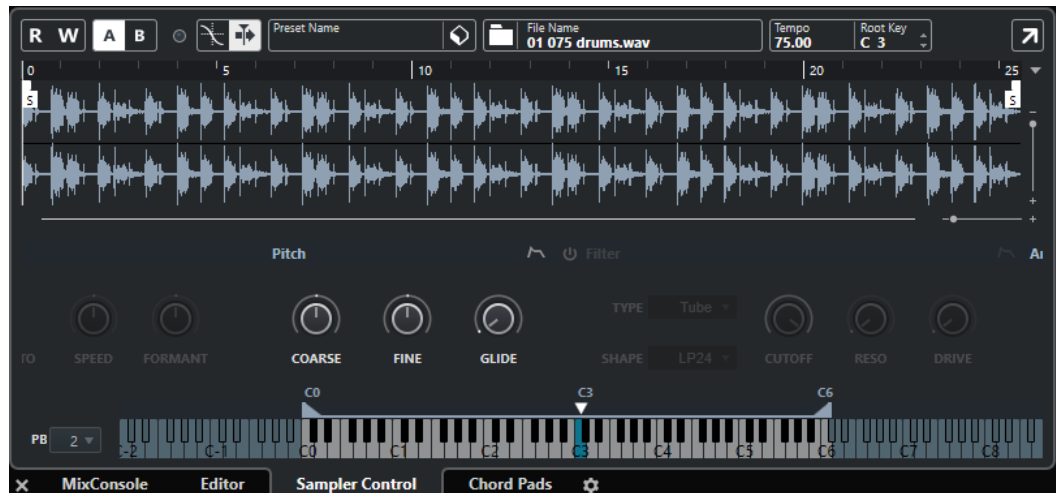 R W A B Preset Name File Name Tempo Root Key
01 075 drums.wav 75.00 C 3
0 5 10 15 20 25
S
S
Pitch Filter
TYPE Tube
TO SPEED FORMANT COARSE FINE GLIDE SHAPE LP24 CUTOFF RESO DRIVE
C0 C3 C6
PB 2 C-2 C-1 C0 C1 C2 C3 C4 C5 C6 C7 C8
MixConsole Editor Sampler Control Chord Pads